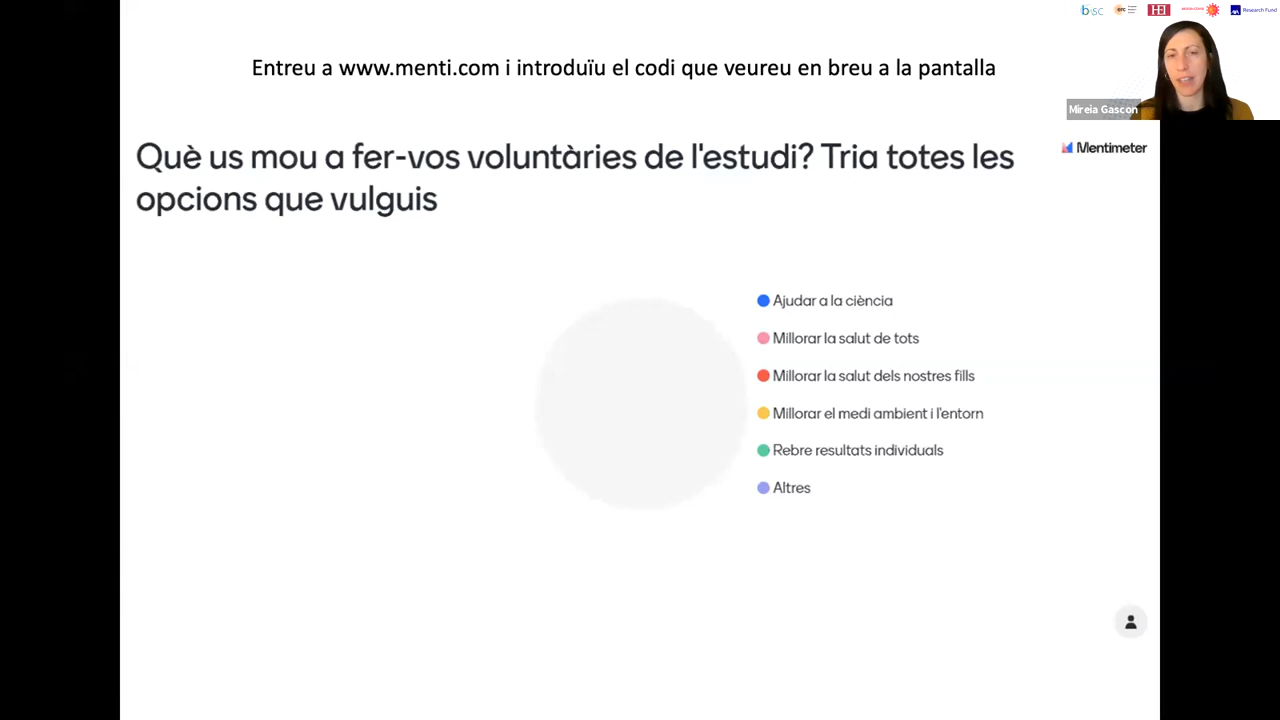 Entreu a www.menti.com i introduïu el codi que veureu en breu a la pantalla
Mireia Gascon
Mentimeter
Què us mou a fer-vos voluntàries de l'estudi? Tria totes les
opcions que vulguis
Ajudar a la ciència
Millorar la salut de tots
Millorar la salut dels nostres fills
Millorar el medi ambient i l'entorn
Rebre resultats individuals
Altres